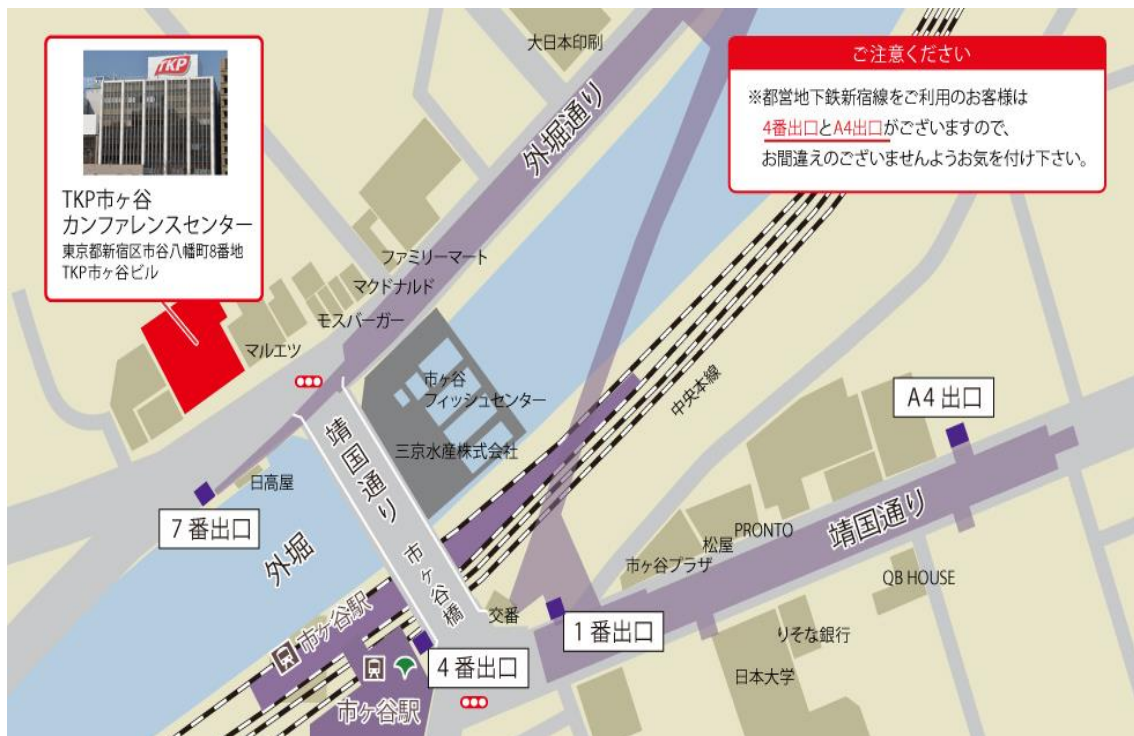 TKP
TKP市ヶ谷
カンファレンスセンター
東京都新宿区市谷八幡町8番地
TKP市ヶ谷ビル
大日本印刷
ご注意ください
※都営地下鉄新宿線をご利用のお客様は
4番出口とA4出口がございますので、
お間違えのございませんようお気を付け下さい。
外堀通り
ファミリーマート
マクドナルド
モスバーガー
マルエツ
市ヶ谷
フィッシュセンター
三京水産株式会社
中央本線
A4 出口
靖国通り
日高屋
7 番出口
外堀
市ヶ谷橋
靖国通り
PRONTO
松屋
市ヶ谷プラザ
QB HOUSE
交番
1 番出口
りそな銀行
日本大学
市ヶ谷駅
4 番出口
市ヶ谷駅